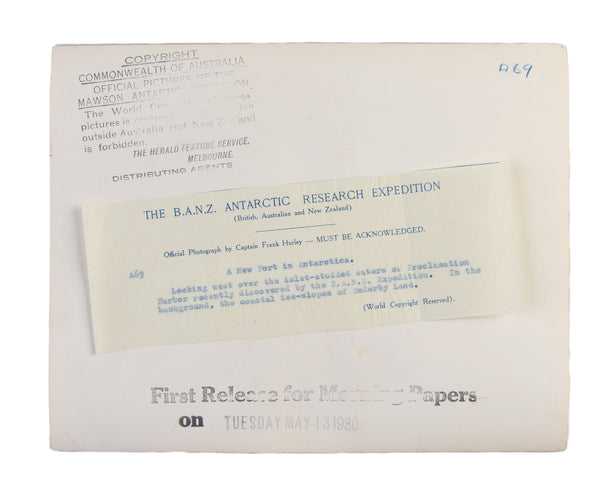 COPYRIGHT
COMMONWEALTH OF AUSTRALIA
OFFICIAL PICTURES OF THE
MAWSON ANTARCTIC
The World
pictures is
outside Australia and New Zealand
is forbidden.
THE HERALD FEATURE SERVICE,
MELBOURNE.
DISTRIBUTING AGENTS.
A69
THE B.A.N.Z. ANTARCTIC RESEARCH EXPEDITION
(British, Australian and New Zealand)
Official Photograph by Captain Frank Hurley — MUST BE ACKNOWLEDGED.
A69
A New Port in Antarctica.
Looking west over the islet-studded waters of Proclamation
Harbor recently discovered by the B.A.N.Z. Expedition. In the
background, the coastal ice-slopes of Enderby Land.
(World Copyright Reserved).
First Release for Morning Papers
on TUESDAY MAY 13 1930